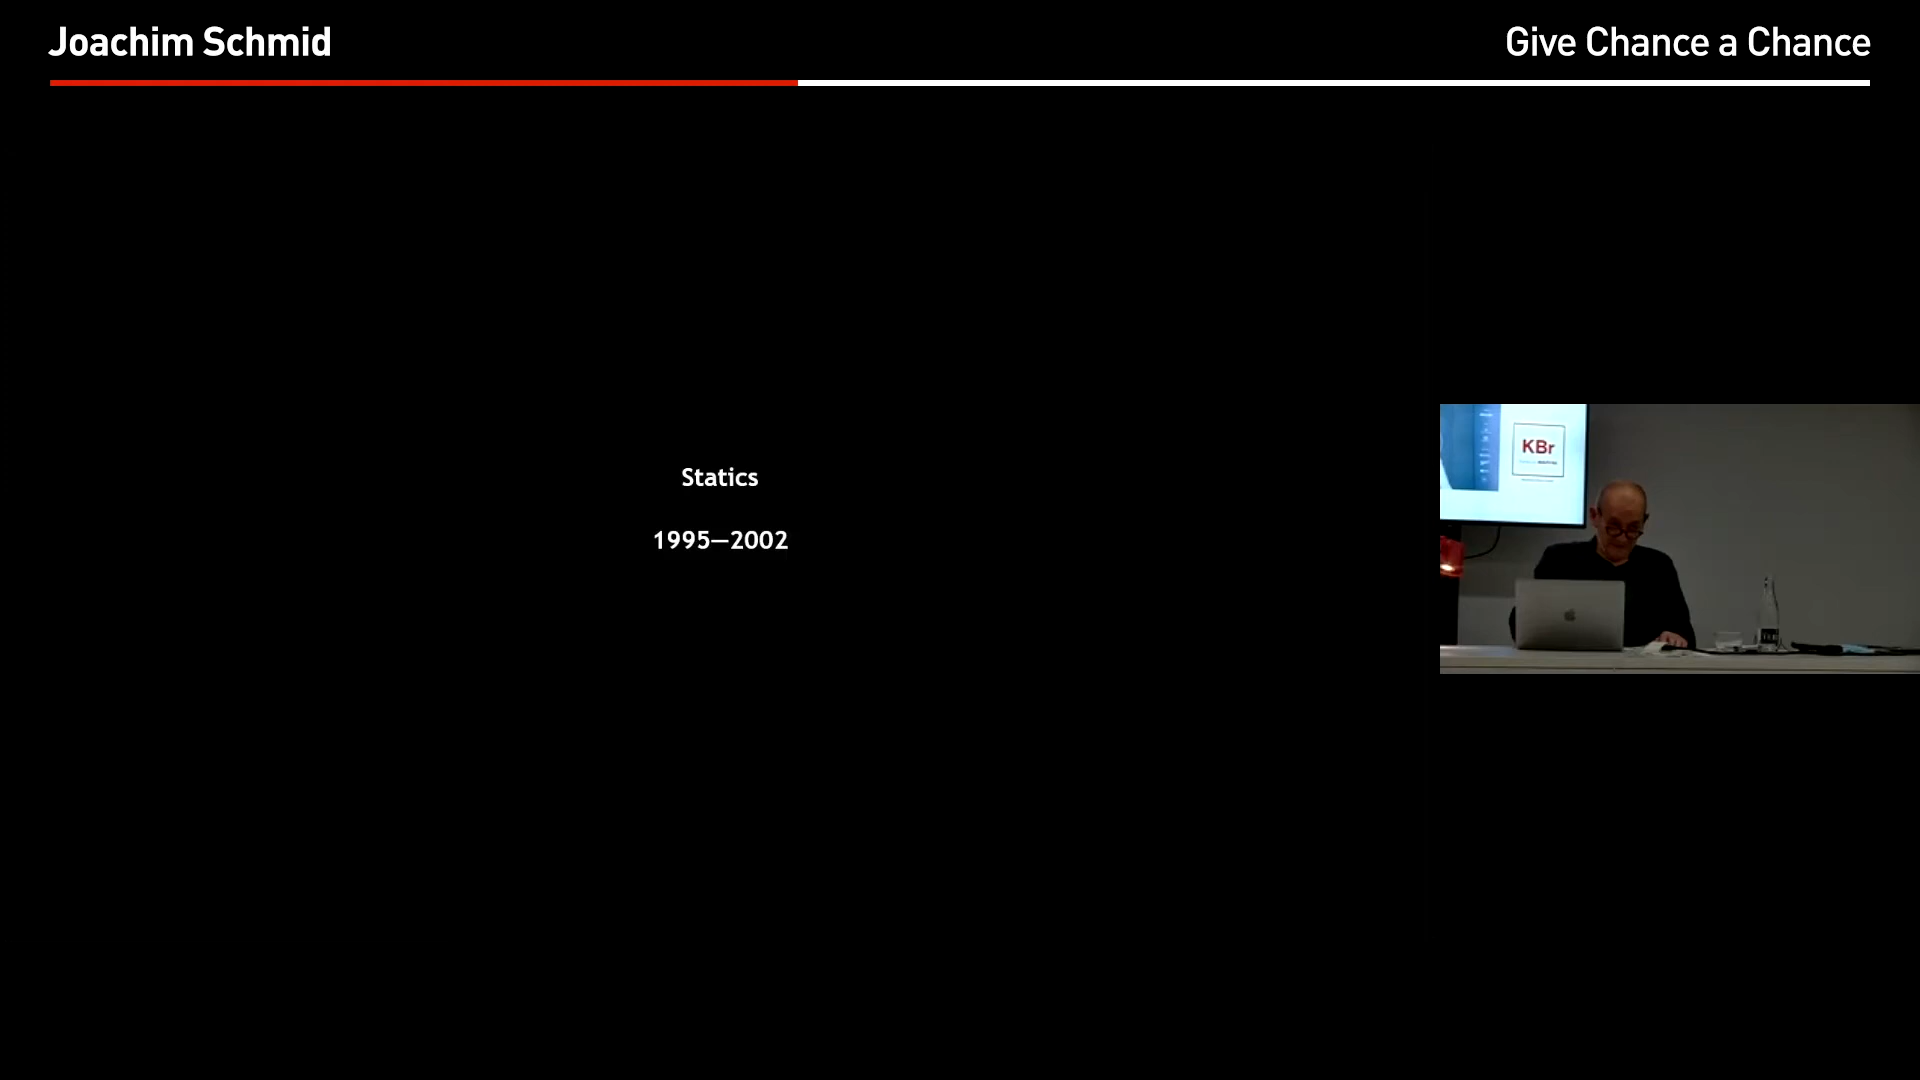 Joachim Schmid
Give Chance a Chance
Statics
1995—2002
KBr